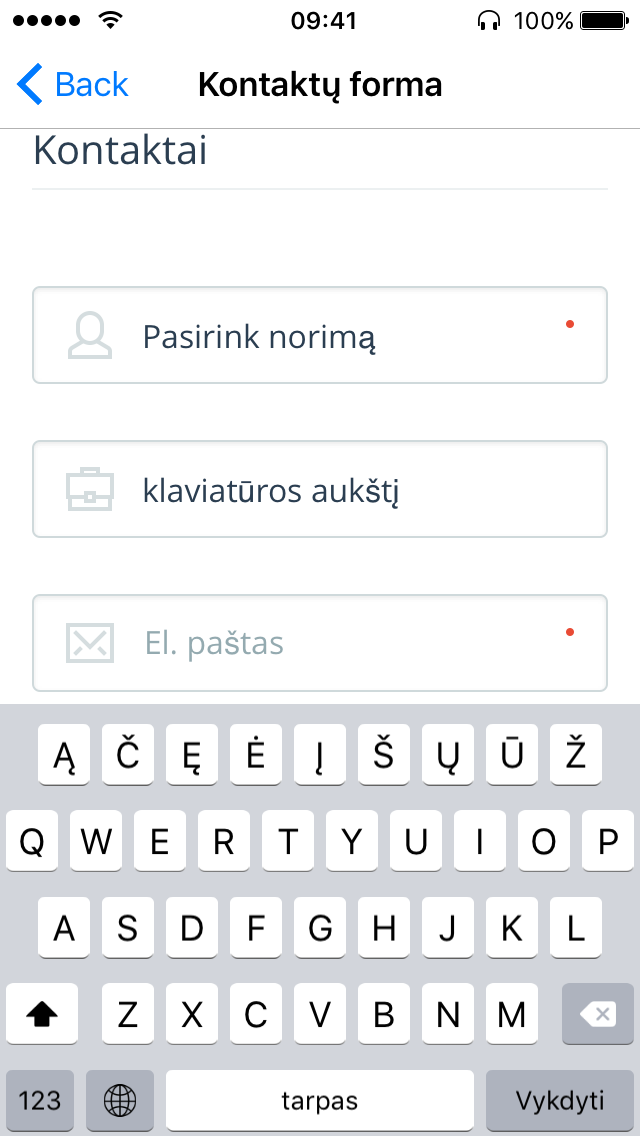 09:41 100%
Back Kontaktų forma
Kontaktai
Pasirink norimą
klaviatūros aukštį
El. paštas
Ą Č Ę Ė Į Š Ų Ū Ž
Q W E R T Y U I O P
A S D F G H J K L
Z X C V B N M
123 tarpas Vykdyti